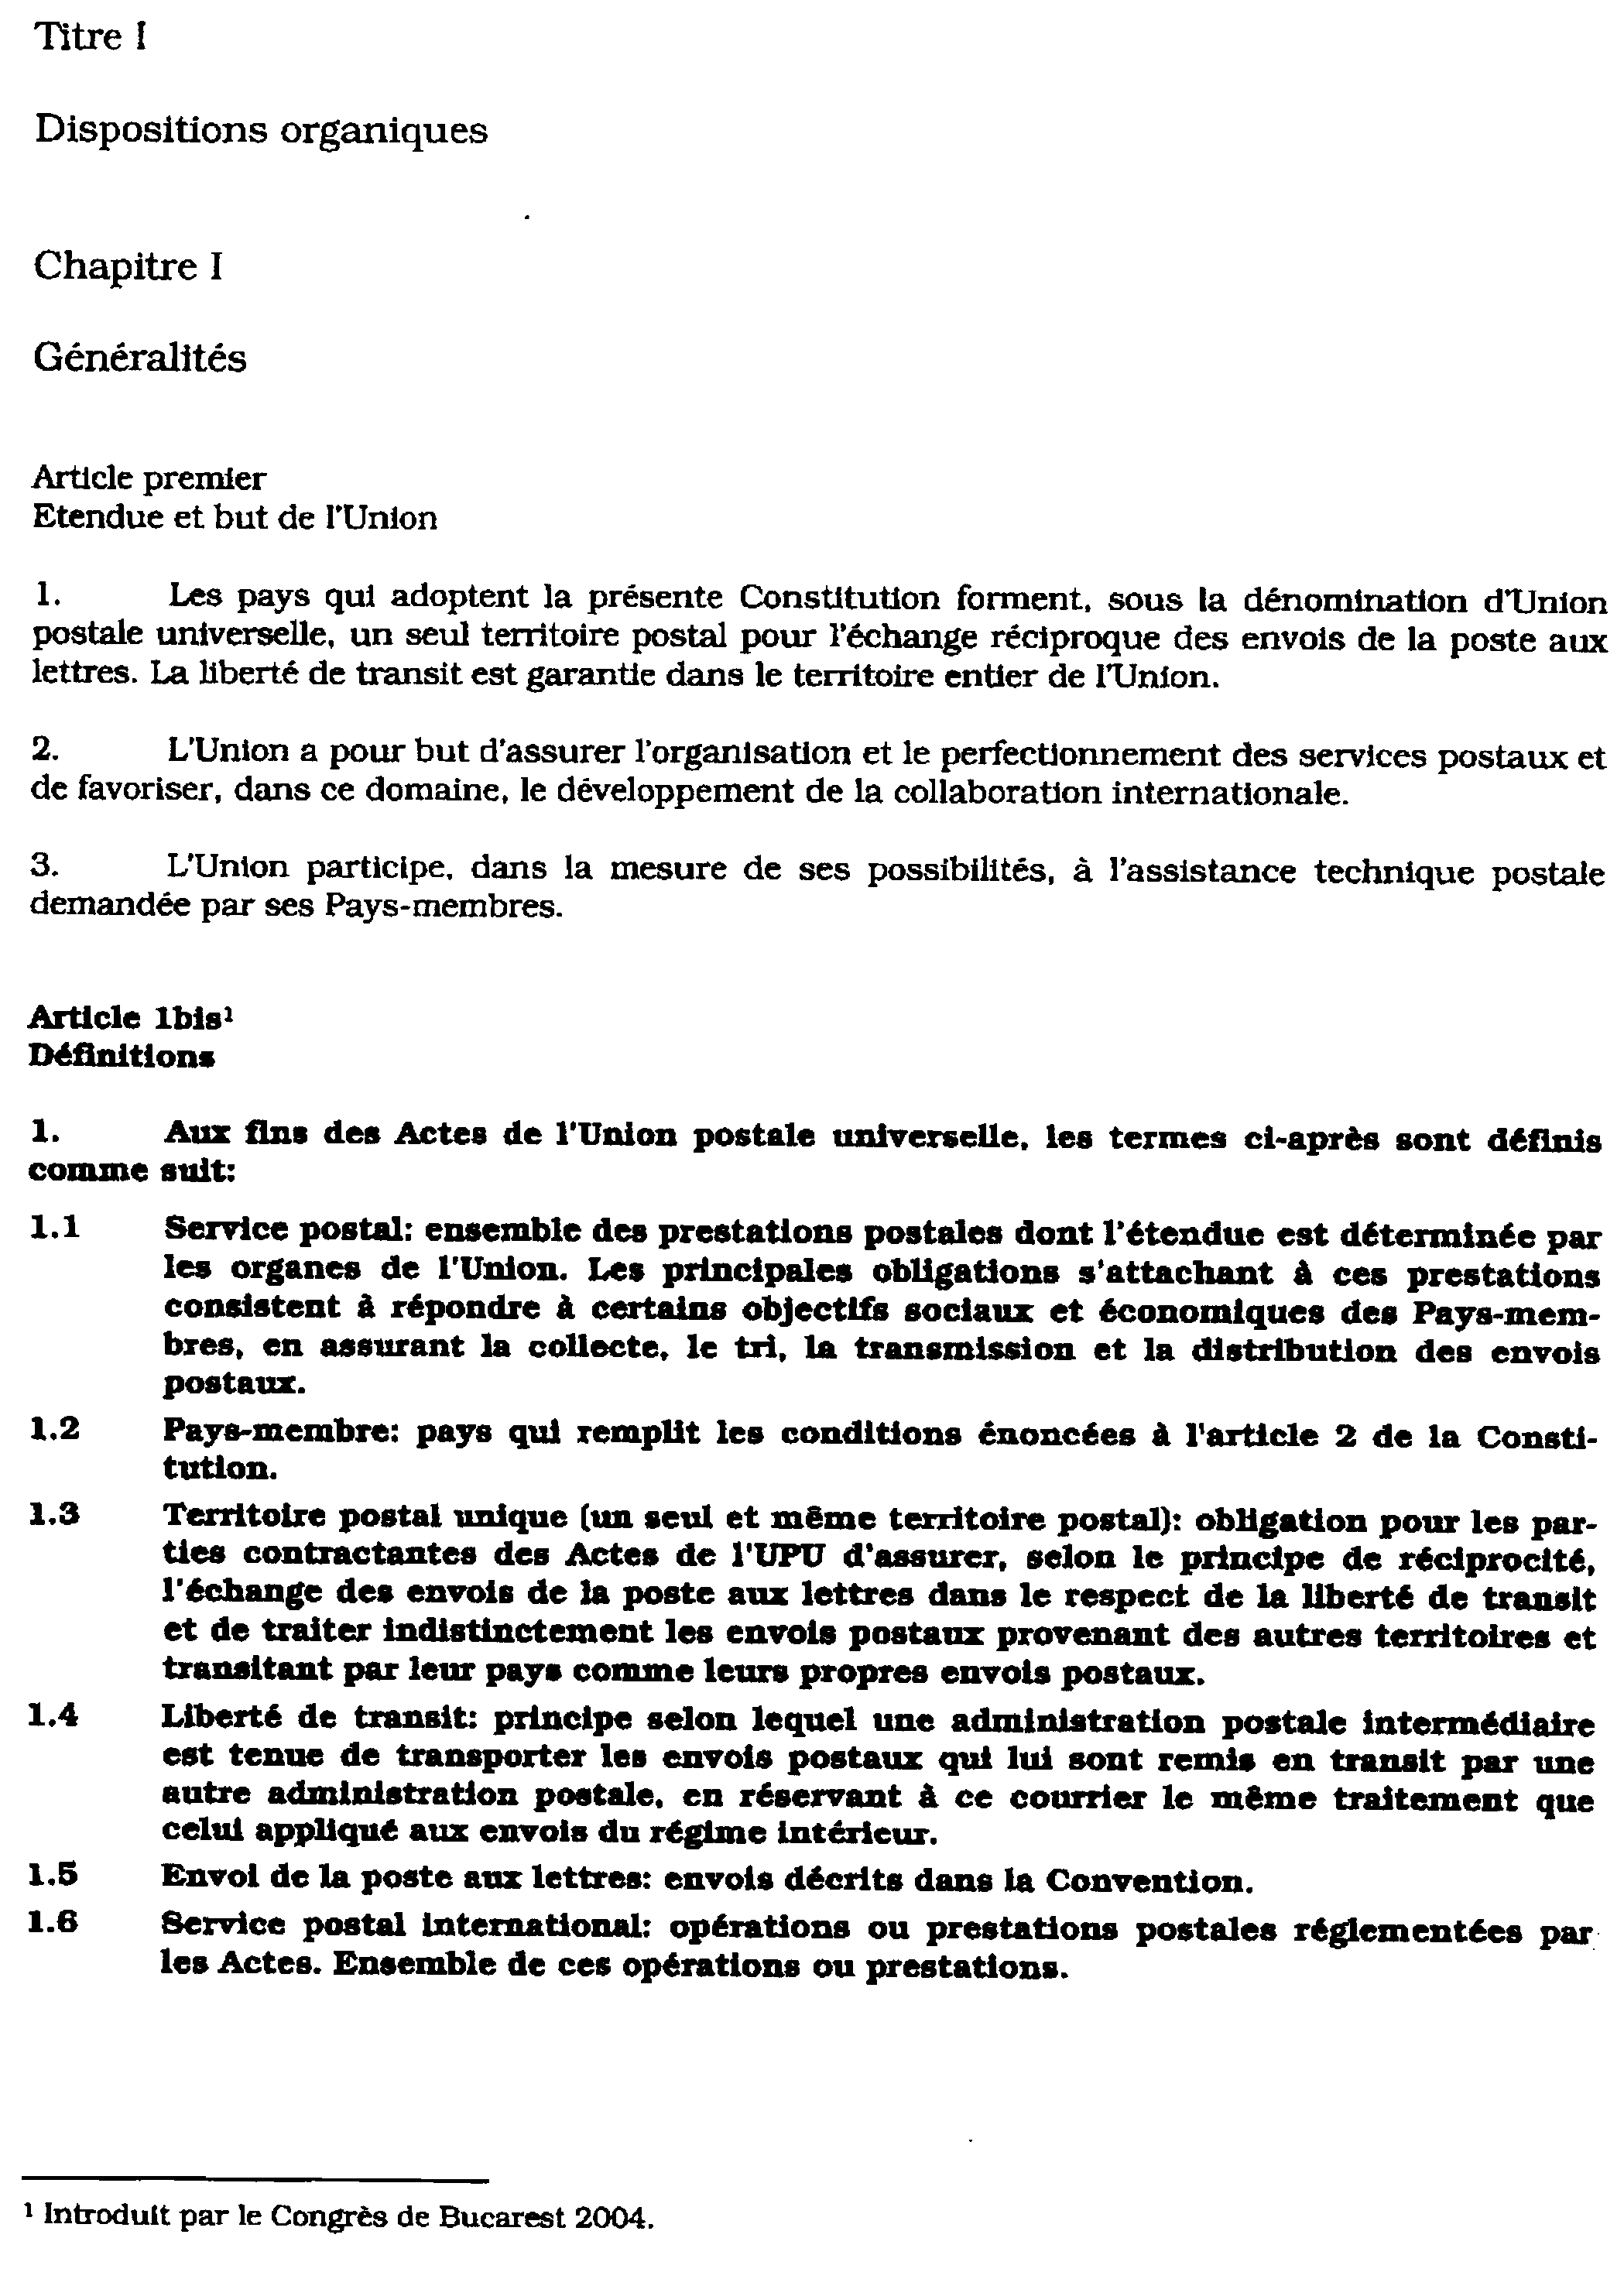 Titre I
Dispositions organiques
Chapitre I
Généralités
Article premier
Etendue et but de l'Union
1. Les pays qui adoptent la présente Constitution forment, sous la dénomination d'Union
postale universelle, un seul territoire postal pour l'échange réciproque des envois de la poste aux
lettres. La liberté de transit est garantie dans le territoire entier de l'Union.
2. L'Union a pour but d'assurer l'organisation et le perfectionnement des services postaux et
de favoriser, dans ce domaine, le développement de la collaboration internationale.
3. L'Union participe, dans la mesure de ses possibilités, à l'assistance technique postale
demandée par ses Pays-membres.
Article 1bis¹
Définitions
1. Aux fins des Actes de l'Union postale universelle, les termes ci-après sont définis
comme suit:
1.1 Service postal: ensemble des prestations postales dont l'étendue est déterminée par
les organes de l'Union. Les principales obligations s'attachant à ces prestations
consistent à répondre à certains objectifs sociaux et économiques des Pays-mem-
bres, en assurant la collecte, le tri, la transmission et la distribution des envois
postaux.
1.2 Pays-membre: pays qui remplit les conditions énoncées à l'article 2 de la Consti-
tution.
1.3 Territoire postal unique (un seul et même territoire postal): obligation pour les par-
ties contractantes des Actes de l'UPU d'assurer, selon le principe de réciprocité,
l'échange des envois de la poste aux lettres dans le respect de la liberté de transit
et de traiter indistinctement les envois postaux provenant des autres territoires et
transitant par leur pays comme leurs propres envois postaux.
1.4 Liberté de transit: principe selon lequel une administration postale intermédiaire
est tenue de transporter les envois postaux qui lui sont remis en transit par une
autre administration postale, en réservant à ce courrier le même traitement que
celui appliqué aux envois du régime intérieur.
1.5 Envoi de la poste aux lettres: envois décrits dans la Convention.
1.6 Service postal international: opérations ou prestations postales réglementées par
les Actes. Ensemble de ces opérations ou prestations.
¹ Introduit par le Congrès de Bucarest 2004.